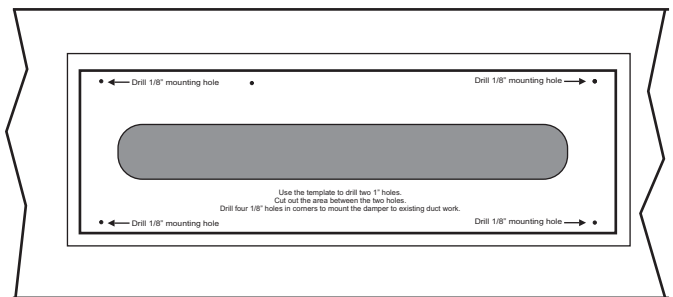 Drill 1/8" mounting hole
Drill 1/8" mounting hole
Use the template to drill two 1" holes.
Cut out the area between the two holes.
Drill four 1/8" holes in corners to mount the damper to existing duct work.
Drill 1/8" mounting hole
Drill 1/8" mounting hole